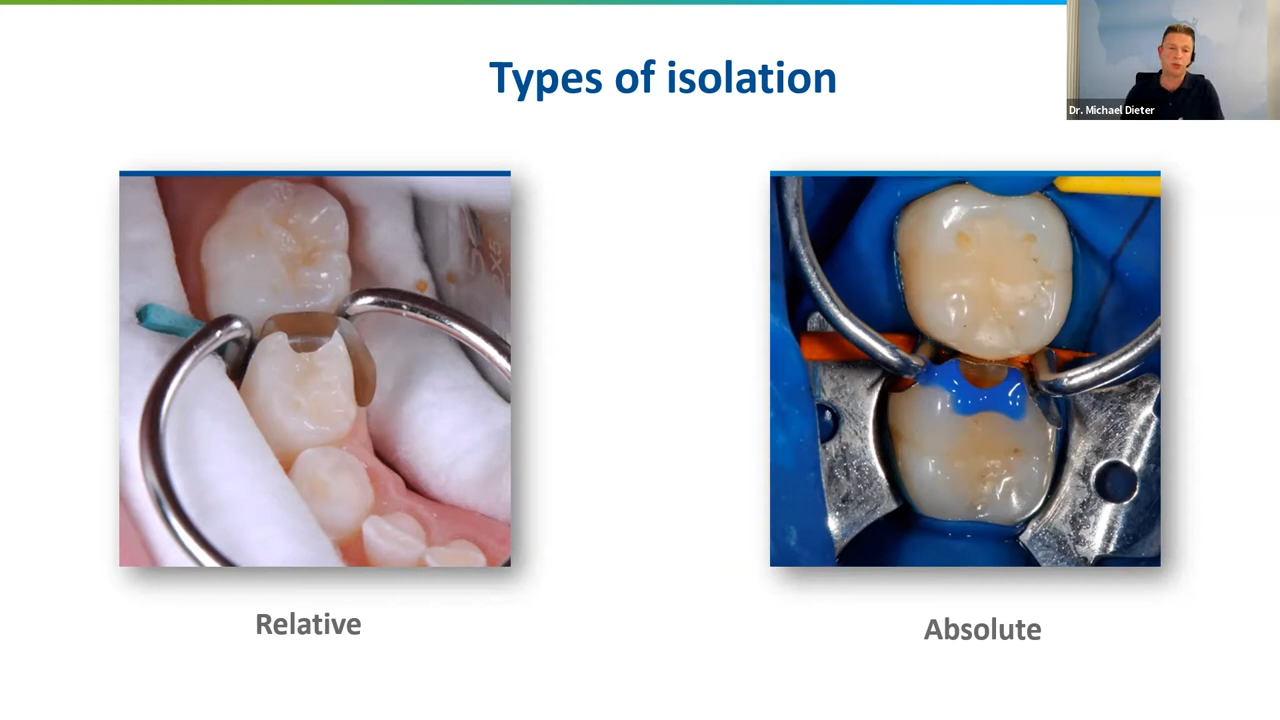 Types of isolation
Dr. Michael Dieter
Relative
Absolute